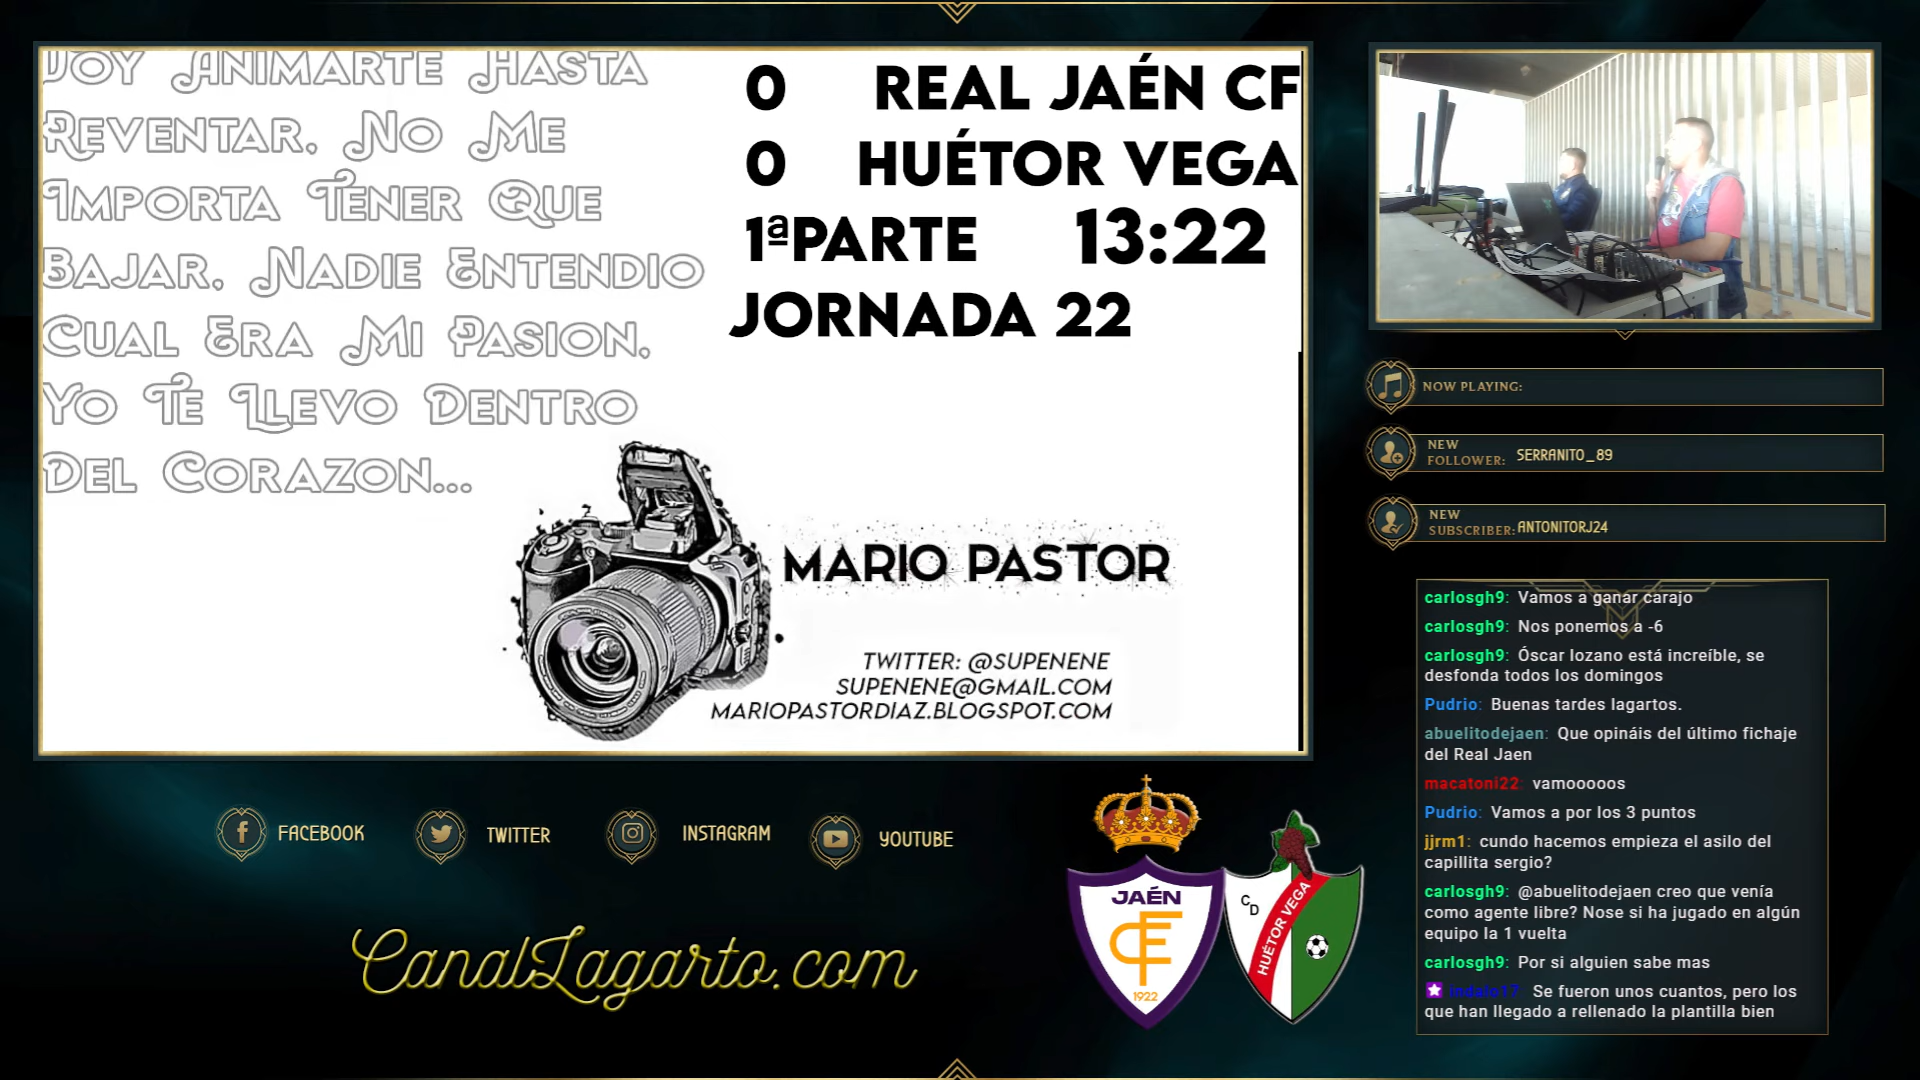 VOY ANIMARTE HASTA
REVENTAR, NO ME
IMPORTA TENER QUE
BAJAR, NADIE ENTENDIO
CUAL ERA MI PASION,
YO TE LLEVO DENTRO
DEL CORAZON...
0 REAL JAÉN CF
0 HUÉTOR VEGA
1ªPARTE 13:22
JORNADA 22
MARIO PASTOR
TWITTER: @SUPENENE
SUPENENE@GMAIL.COM
MARIOPASTORDIAZ.BLOGSPOT.COM
FACEBOOK
TWITTER
INSTAGRAM
YOUTUBE
CanalLagarto.com
JAÉN
CF
1922
CD
HUÉTOR VEGA
NOW PLAYING:
NEW
FOLLOWER: SERRANITO_89
NEW
SUBSCRIBER: ANTONITORJ24
carlosgh9: Vamos a ganar carajo
carlosgh9: Nos ponemos a -6
carlosgh9: Óscar lozano está increíble, se
desfonda todos los domingos
Pudrio: Buenas tardes lagartos.
abuelitodejaen: Que opináis del último fichaje
del Real Jaen
macatoni22: vamooooos
Pudrio: Vamos a por los 3 puntos
jjrm1: cundo hacemos empieza el asilo del
capillita sergio?
carlosgh9: @abuelitodejaen creo que venía
como agente libre? Nose si ha jugado en algún
equipo la 1 vuelta
carlosgh9: Por si alguien sabe mas
indalo17: Se fueron unos cuantos, pero los
que han llegado a rellenado la plantilla bien